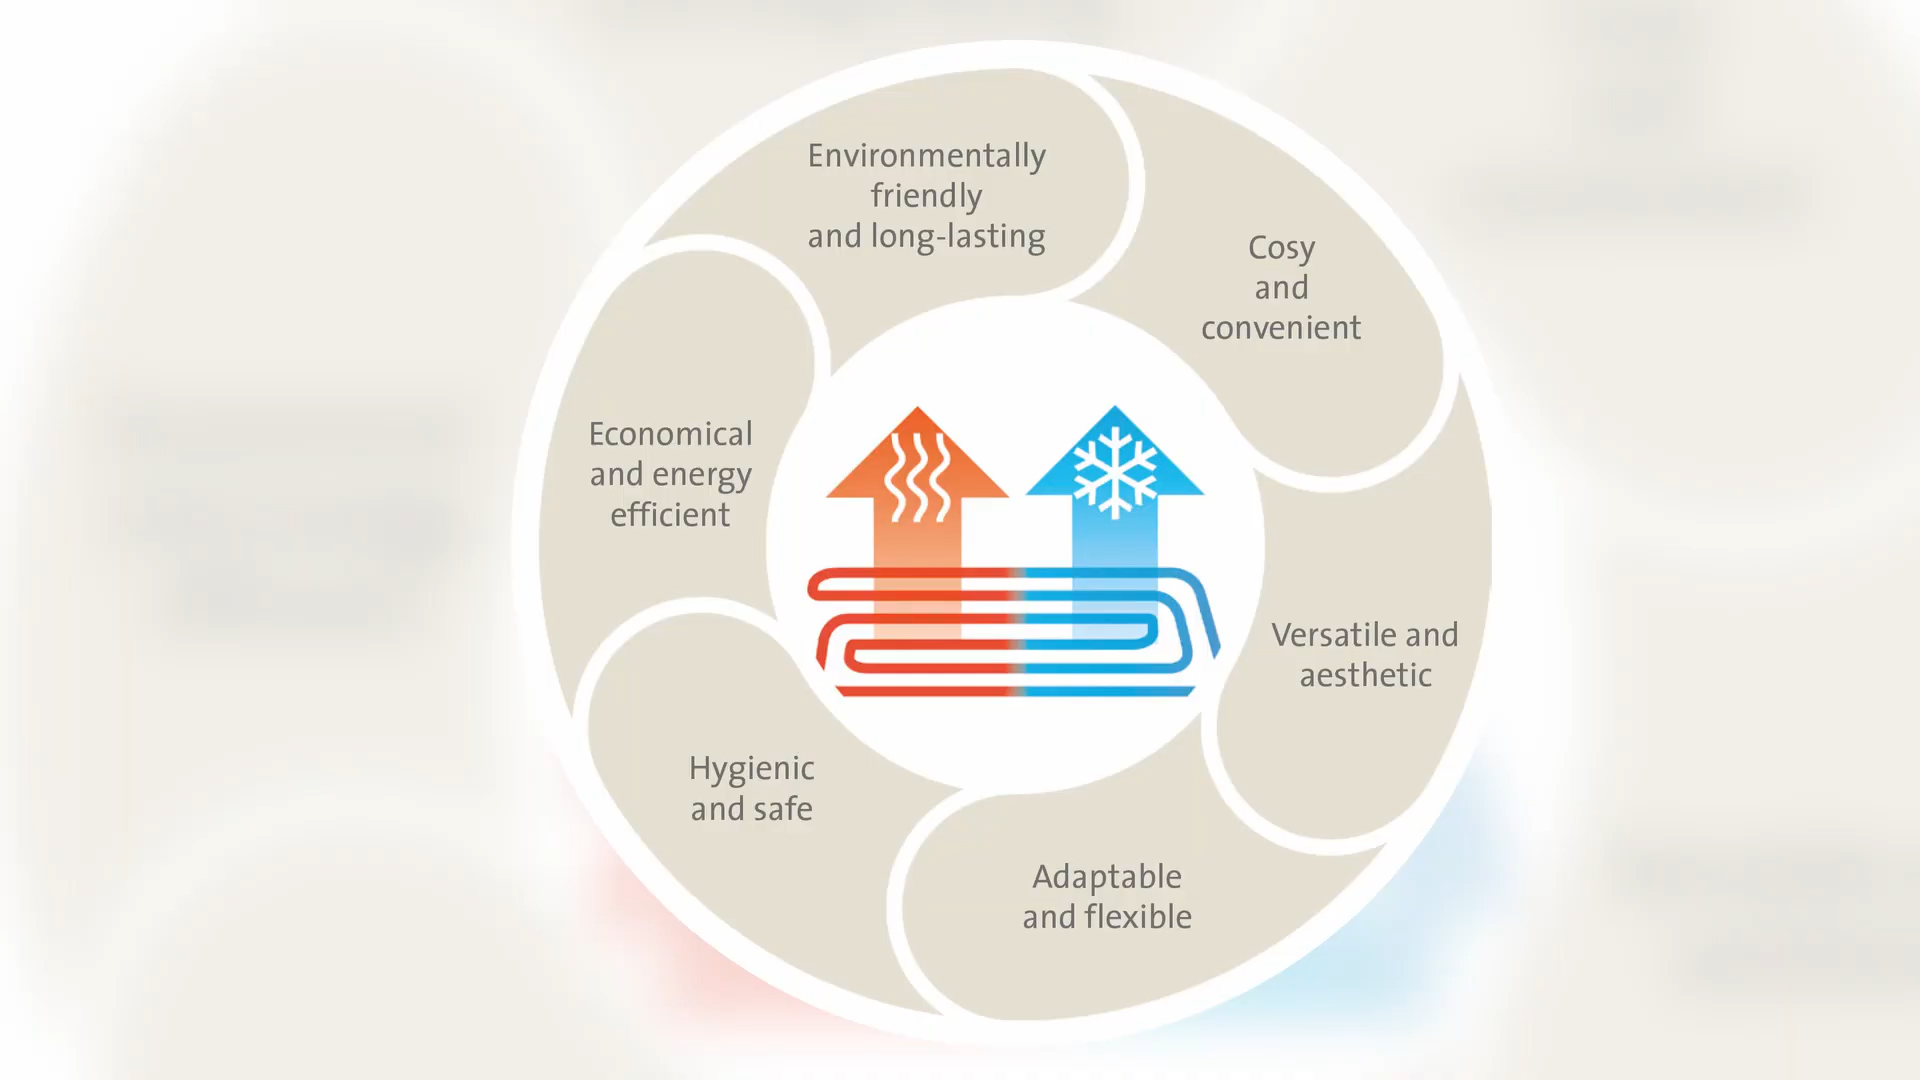 Environmentally
friendly
and long-lasting
Cosy
and
convenient
Economical
and energy
efficient
Versatile and
aesthetic
Hygienic
and safe
Adaptable
and flexible